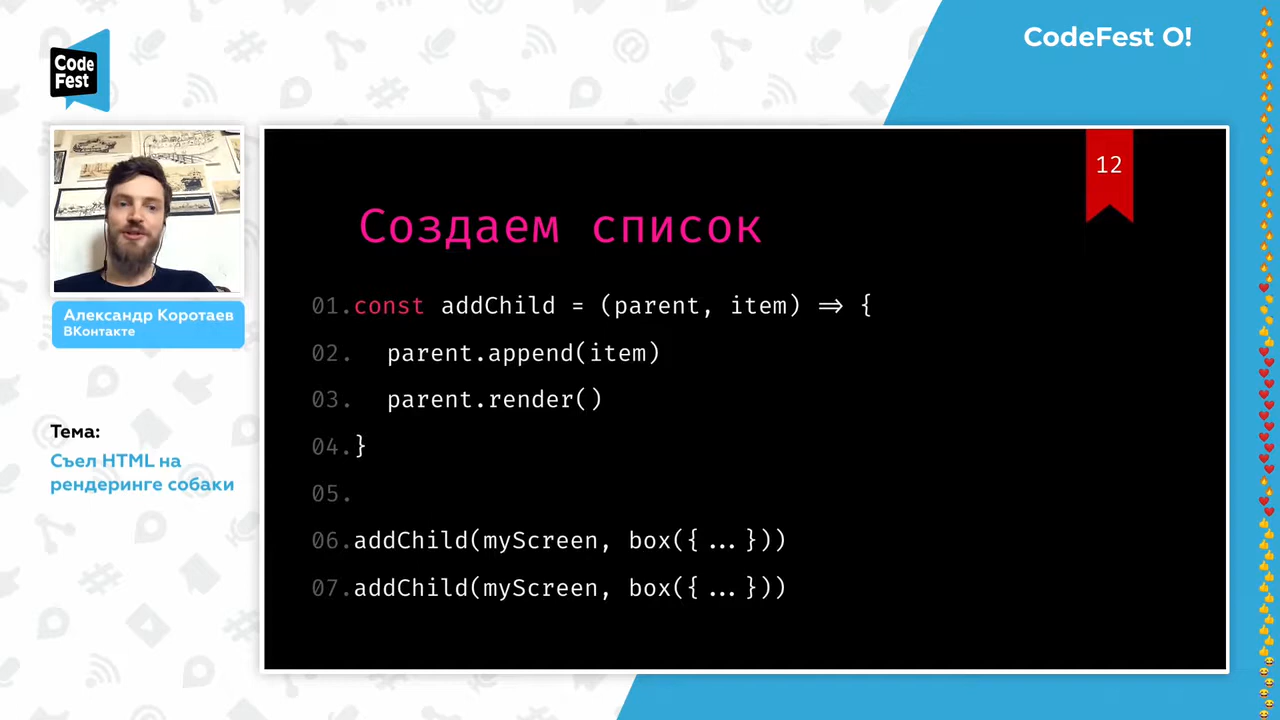 Code
Fest
CodeFest О!
Александр Коротаев
ВКонтакте
Тема:
Съел HTML на
рендеринге собаки
12
Создаем список
01.const addChild = (parent, item) => {
02.  parent.append(item)
03.  parent.render()
04.}
05.
06.addChild(myScreen, box({ ... }))
07.addChild(myScreen, box({ ... }))